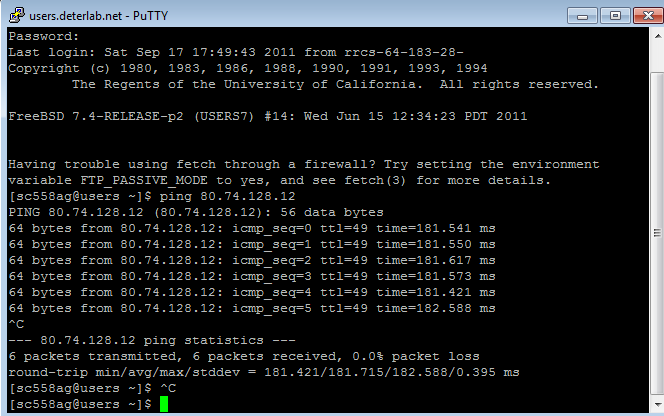 users.deterlab.net - PuTTY
Password:
Last login: Sat Sep 17 17:49:43 2011 from rrcs-64-183-28-
Copyright (c) 1980, 1983, 1986, 1988, 1990, 1991, 1993, 1994
The Regents of the University of California.  All rights reserved.
FreeBSD 7.4-RELEASE-p2 (USERS7) #14: Wed Jun 15 12:34:23 PDT 2011
Having trouble using fetch through a firewall? Try setting the environment
variable FTP_PASSIVE_MODE to yes, and see fetch(3) for more details.
[sc558ag@users ~]$ ping 80.74.128.12
PING 80.74.128.12 (80.74.128.12): 56 data bytes
64 bytes from 80.74.128.12: icmp_seq=0 ttl=49 time=181.541 ms
64 bytes from 80.74.128.12: icmp_seq=1 ttl=49 time=181.550 ms
64 bytes from 80.74.128.12: icmp_seq=2 ttl=49 time=181.617 ms
64 bytes from 80.74.128.12: icmp_seq=3 ttl=49 time=181.573 ms
64 bytes from 80.74.128.12: icmp_seq=4 ttl=49 time=181.421 ms
64 bytes from 80.74.128.12: icmp_seq=5 ttl=49 time=182.588 ms
^C
--- 80.74.128.12 ping statistics ---
6 packets transmitted, 6 packets received, 0.0% packet loss
round-trip min/avg/max/stddev = 181.421/181.715/182.588/0.395 ms
[sc558ag@users ~]$ ^C
[sc558ag@users ~]$